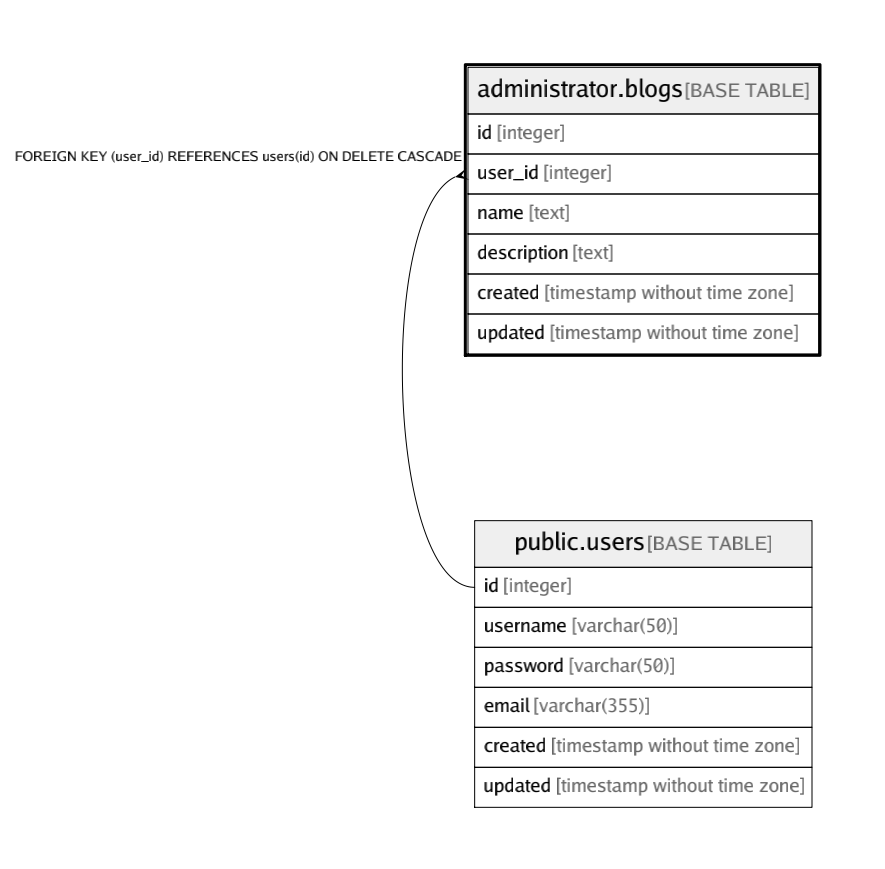 administrator.blogs [BASE TABLE]
id [integer]
FOREIGN KEY (user_id) REFERENCES users(id) ON DELETE CASCADE
user_id [integer]
name [text]
description [text]
created [timestamp without time zone]
updated [timestamp without time zone]
public.users [BASE TABLE]
id [integer]
username [varchar(50)]
password [varchar(50)]
email [varchar(355)]
created [timestamp without time zone]
updated [timestamp without time zone]